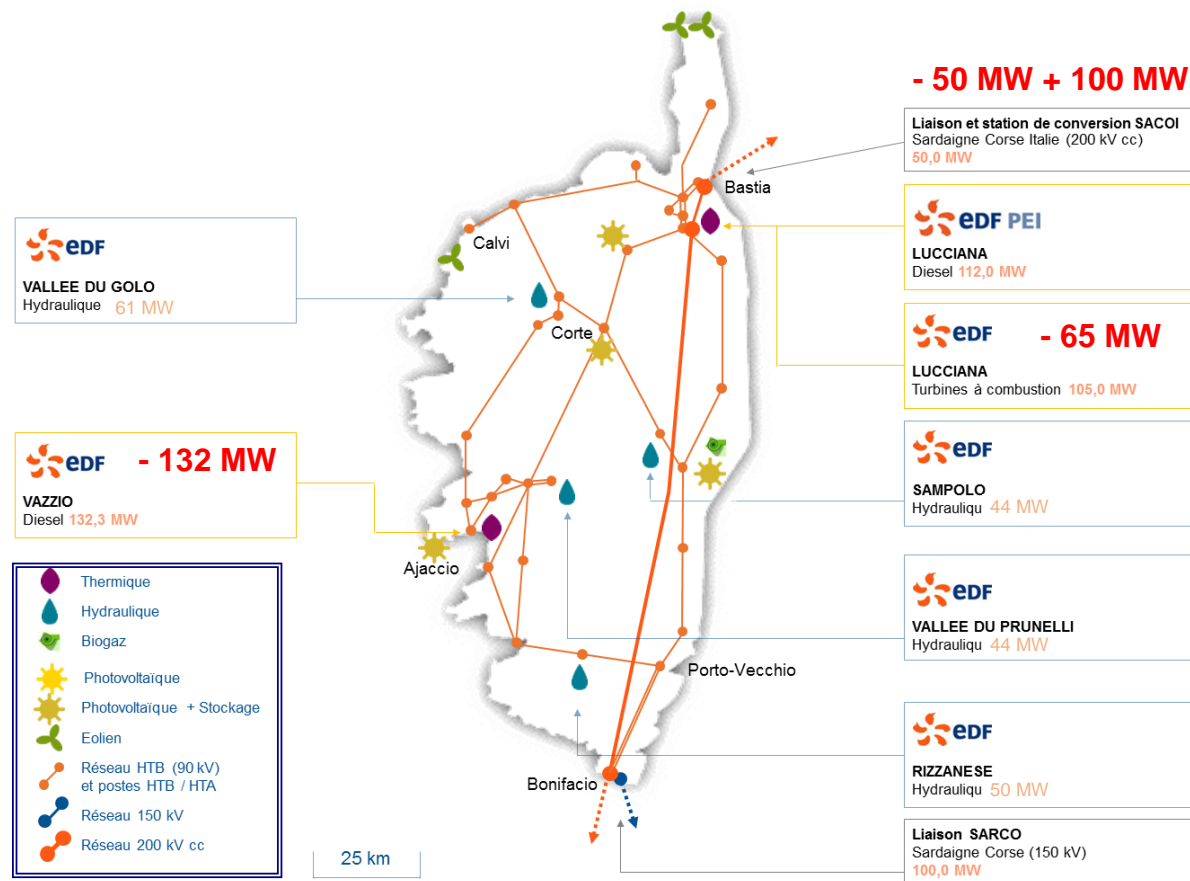 - 50 MW + 100 MW
Liaison et station de conversion SACOI
Sardaigne Corse Italie (200 kV cc)
50,0 MW
Bastia
eDF PEI
LUCCIANA
Diesel 112,0 MW
eDF
VALLEE DU GOLO
Hydraulique 61 MW
Calvi
Corte
eDF
- 65 MW
LUCCIANA
Turbines à combustion 105,0 MW
eDF
- 132 MW
VAZZIO
Diesel 132,3 MW
eDF
SAMPOLO
Hydrauliqu 44 MW
Ajaccio
eDF
VALLEE DU PRUNELLI
Hydrauliqu 44 MW
Porto-Vecchio
eDF
RIZZANESE
Hydrauliqu 50 MW
Bonifacio
Liaison SARCO
Sardaigne Corse (150 kV)
100,0 MW
Thermique
Hydraulique
Biogaz
Photovoltaïque
Photovoltaïque + Stockage
Eolien
Réseau HTB (90 kV)
et postes HTB / HTA
Réseau 150 kV
Réseau 200 kV cc
25 km